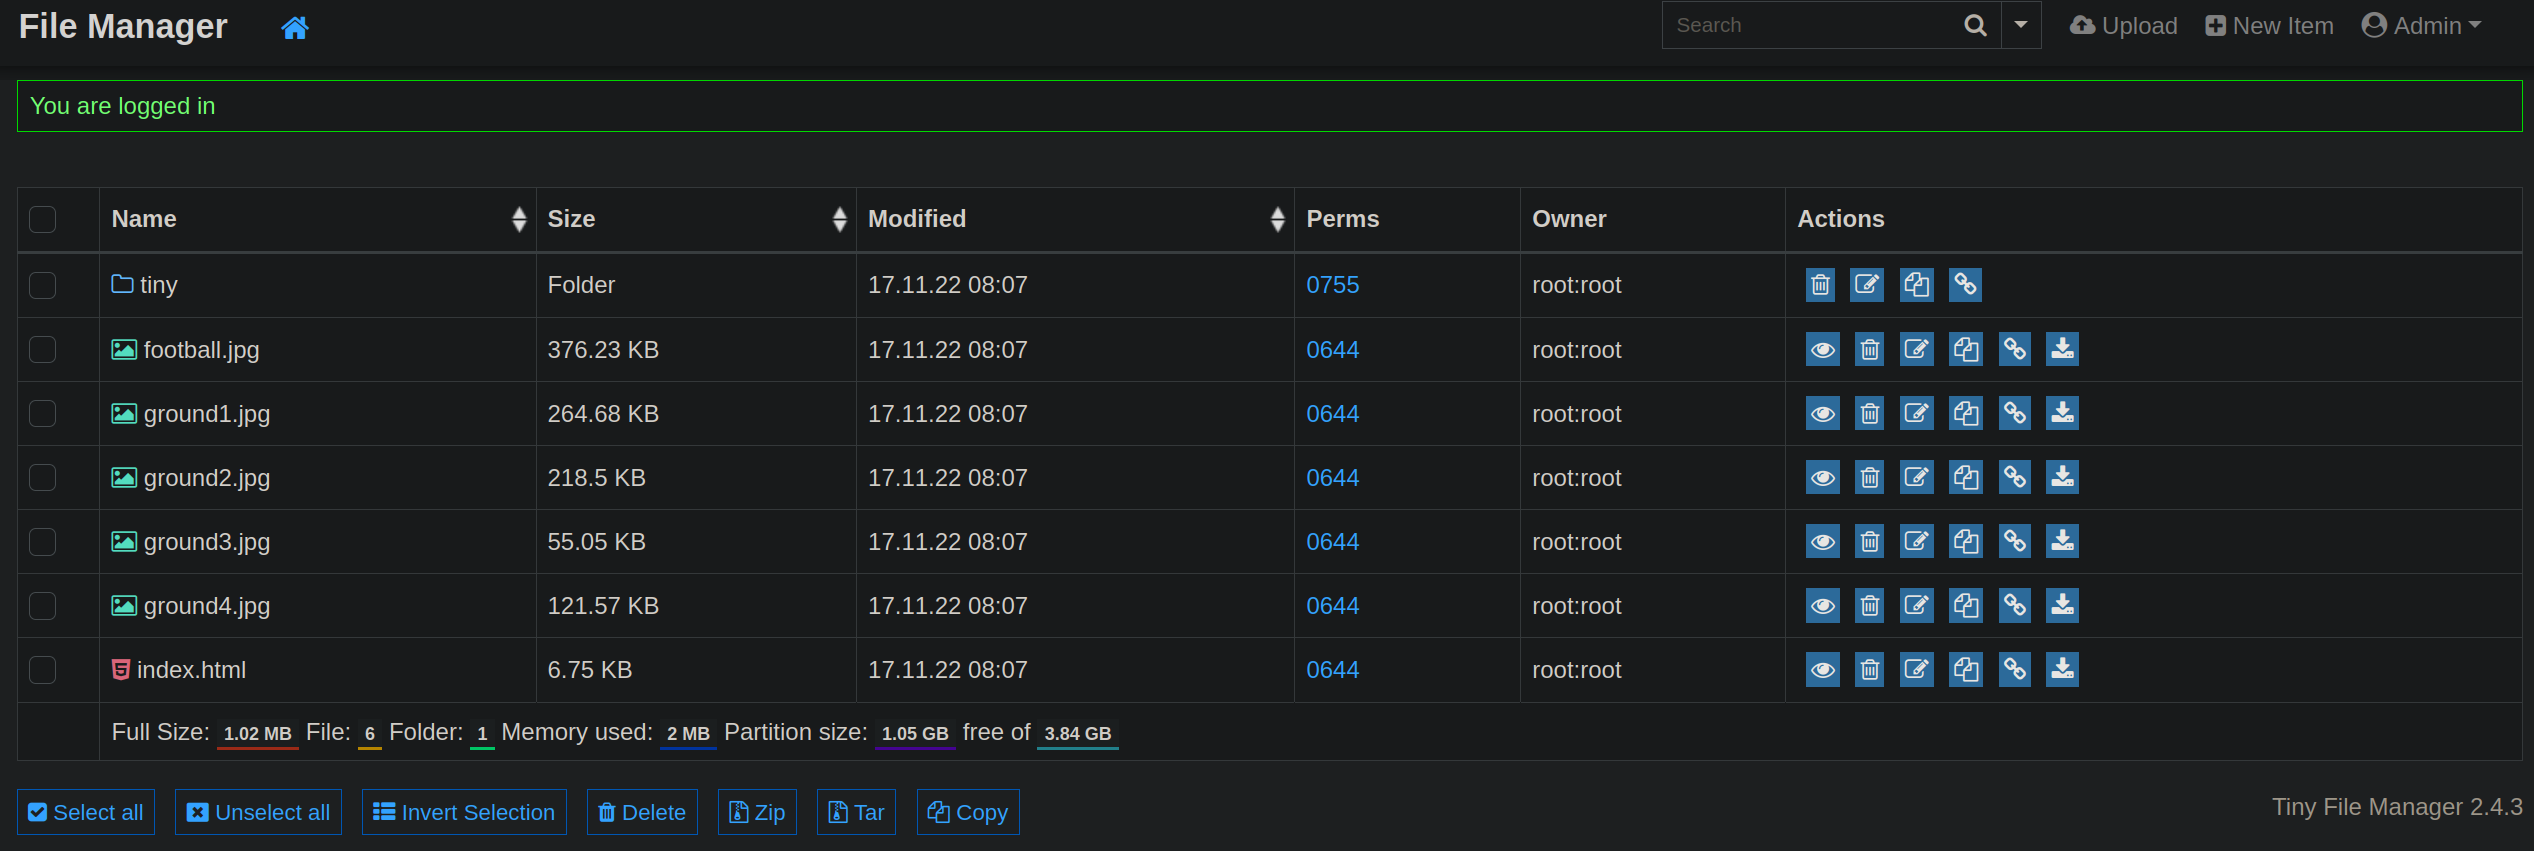 File Manager Search Upload New Item Admin
You are logged in
Name Size Modified Perms Owner Actions
tiny Folder 17.11.22 08:07 0755 root:root
football.jpg 376.23 KB 17.11.22 08:07 0644 root:root
ground1.jpg 264.68 KB 17.11.22 08:07 0644 root:root
ground2.jpg 218.5 KB 17.11.22 08:07 0644 root:root
ground3.jpg 55.05 KB 17.11.22 08:07 0644 root:root
ground4.jpg 121.57 KB 17.11.22 08:07 0644 root:root
index.html 6.75 KB 17.11.22 08:07 0644 root:root
Full Size: 1.02 MB File: 6 Folder: 1 Memory used: 2 MB Partition size: 1.05 GB free of 3.84 GB
Select all Unselect all Invert Selection Delete Zip Tar Copy Tiny File Manager 2.4.3